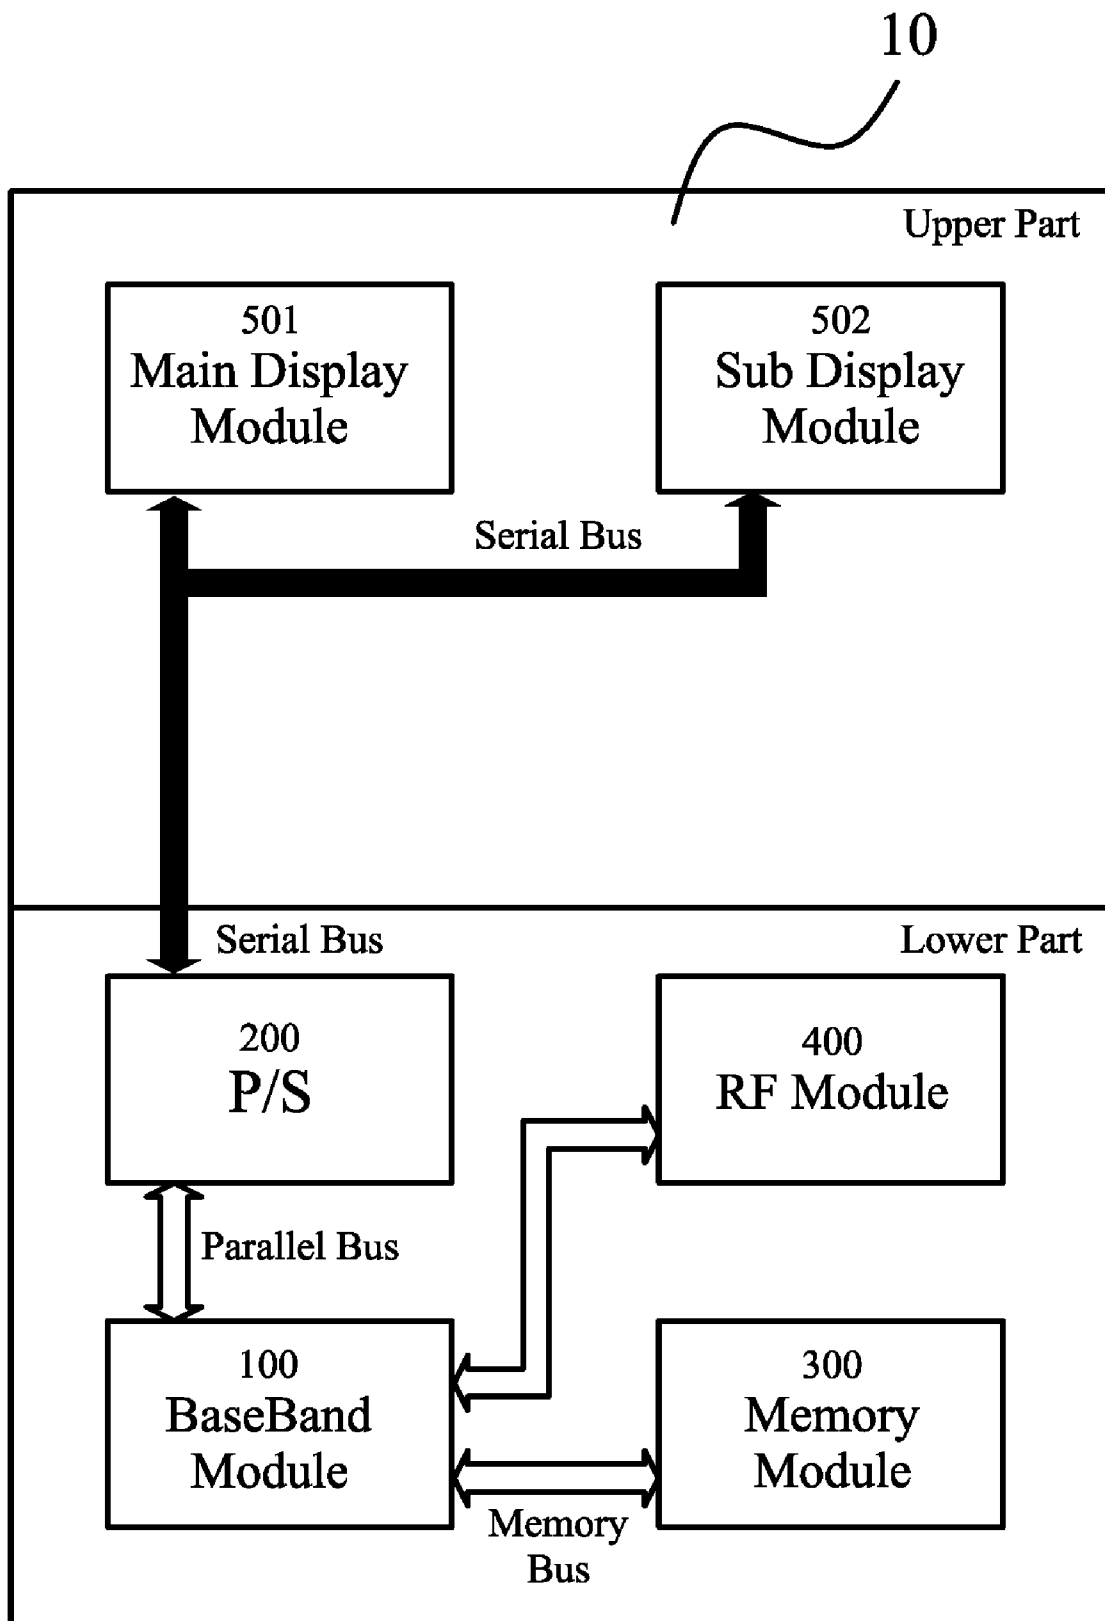 10
Upper Part
501
Main Display
Module
502
Sub Display
Module
Serial Bus
Serial Bus
Lower Part
200
P/S
400
RF Module
Parallel Bus
100
BaseBand
Module
300
Memory
Module
Memory
Bus